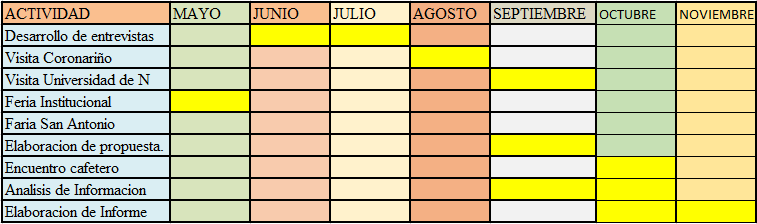 ACTIVIDAD MAYO JUNIO JULIO AGOSTO SEPTIEMBRE OCTUBRE NOVIEMBRE
Desarrollo de entrevistas
Visita Coronariño
Visita Universidad de N
Feria Institucional
Faria San Antonio
Elaboracion de propuesta.
Encuentro cafetero
Analisis de Informacion
Elaboracion de Informe